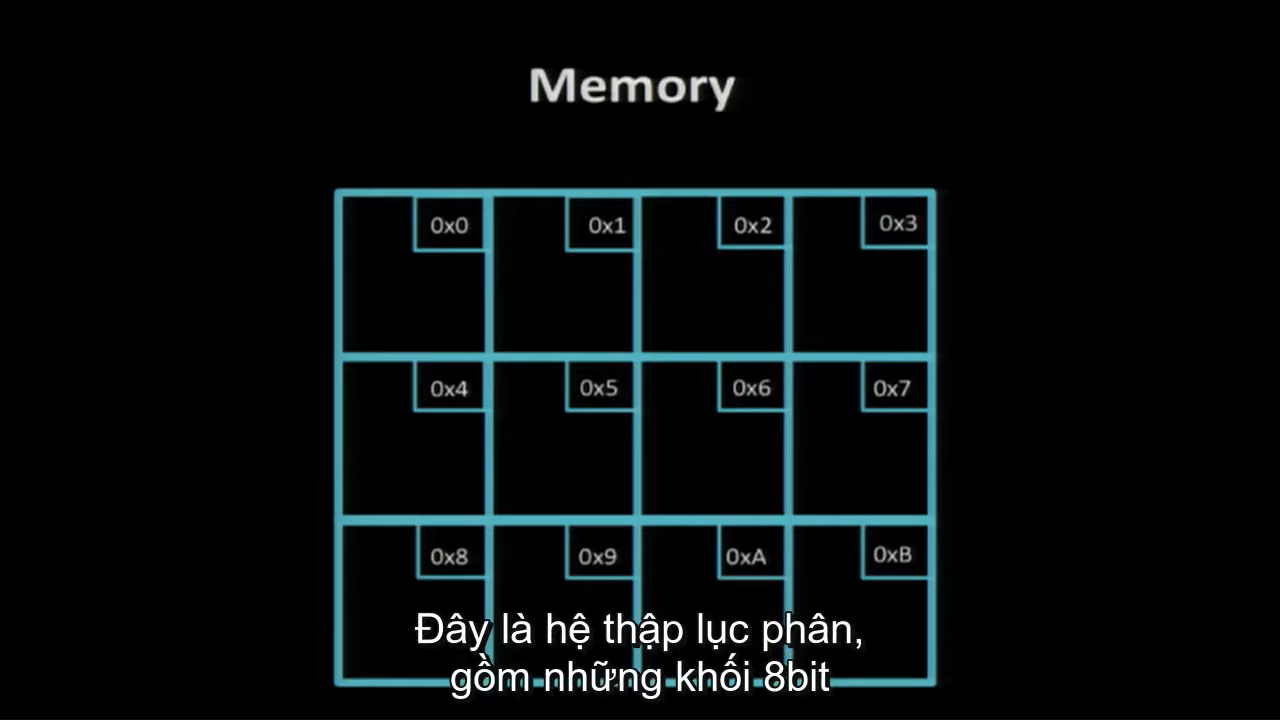 Memory
0x0 0x1 0x2 0x3
0x4 0x5 0x6 0x7
0x8 0x9 0xA 0xB
Đây là hệ thập lục phân,
gồm những khối 8bit